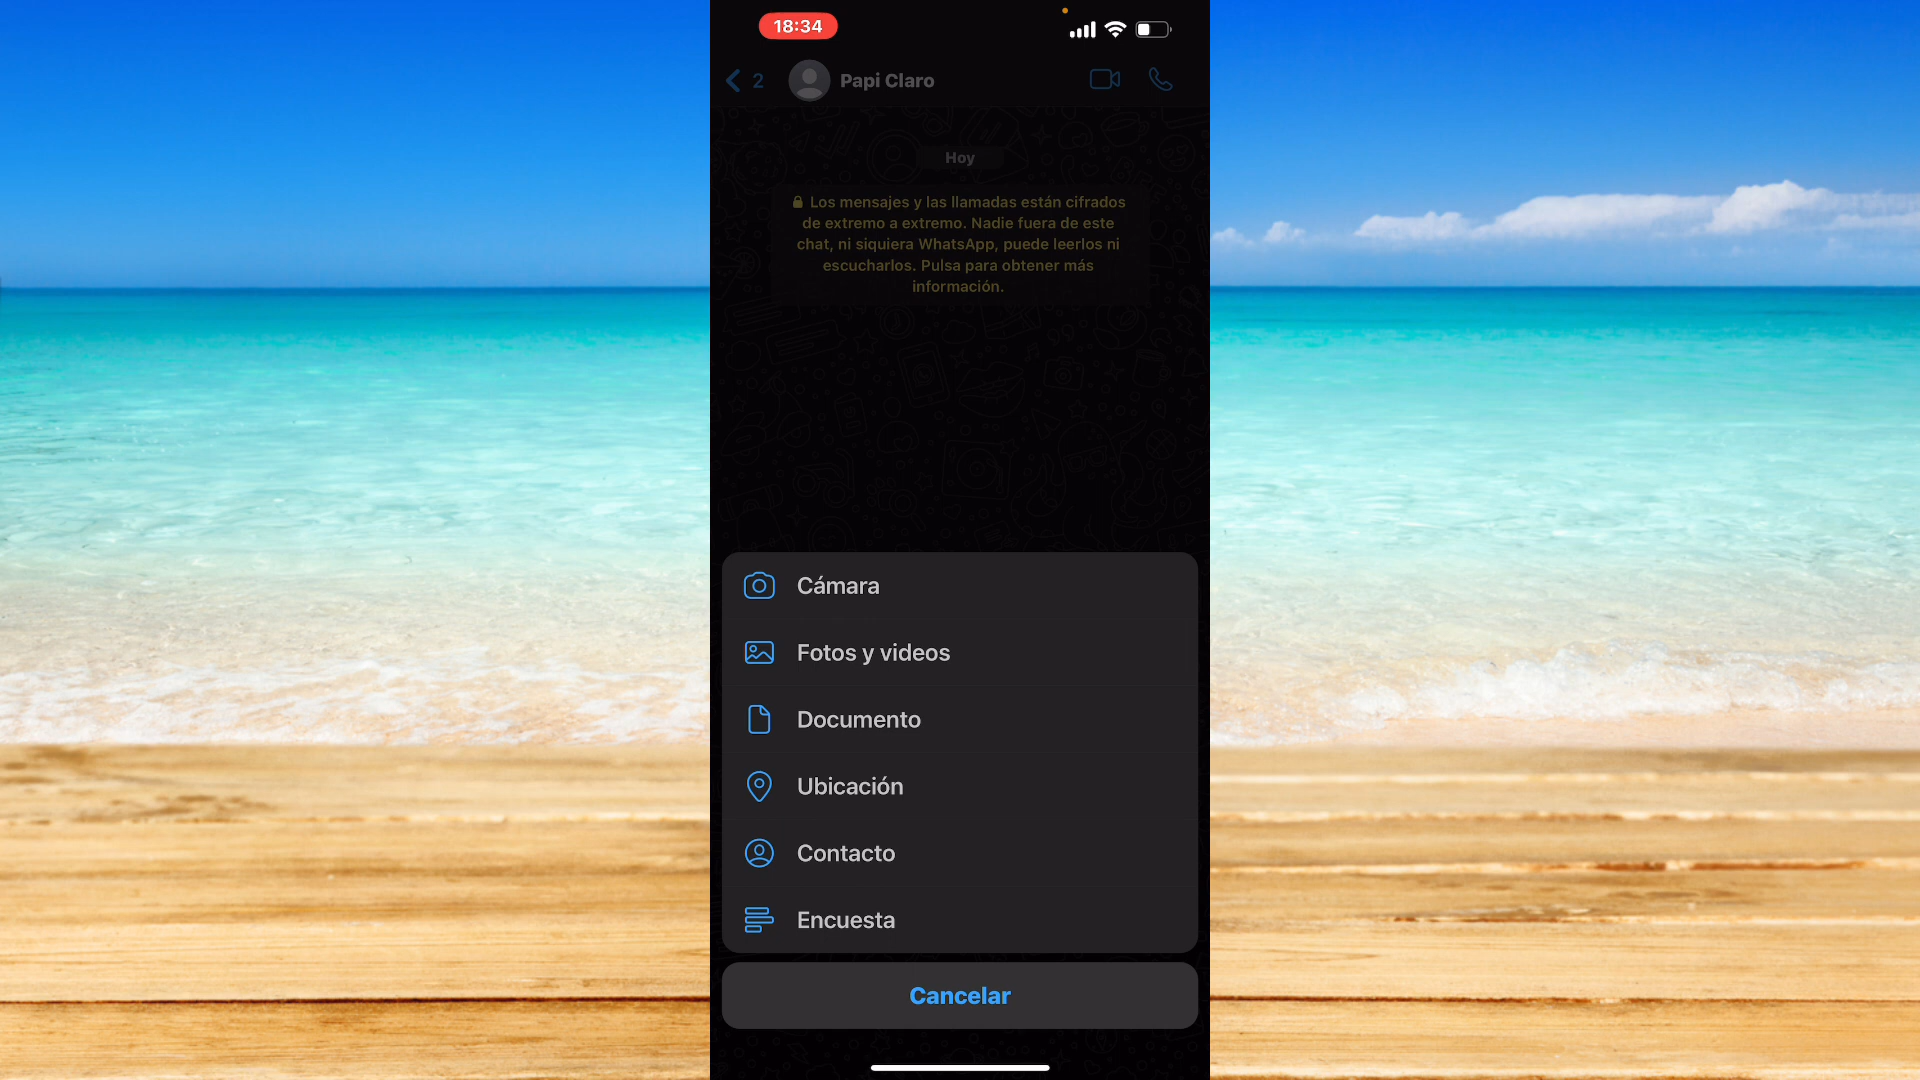 18:34
2
Papi Claro
Hoy
Los mensajes y las llamadas están cifrados
de extremo a extremo. Nadie fuera de este
chat, ni siquiera WhatsApp, puede leerlos ni
escucharlos. Pulsa para obtener más
información.
Cámara
Fotos y videos
Documento
Ubicación
Contacto
Encuesta
Cancelar